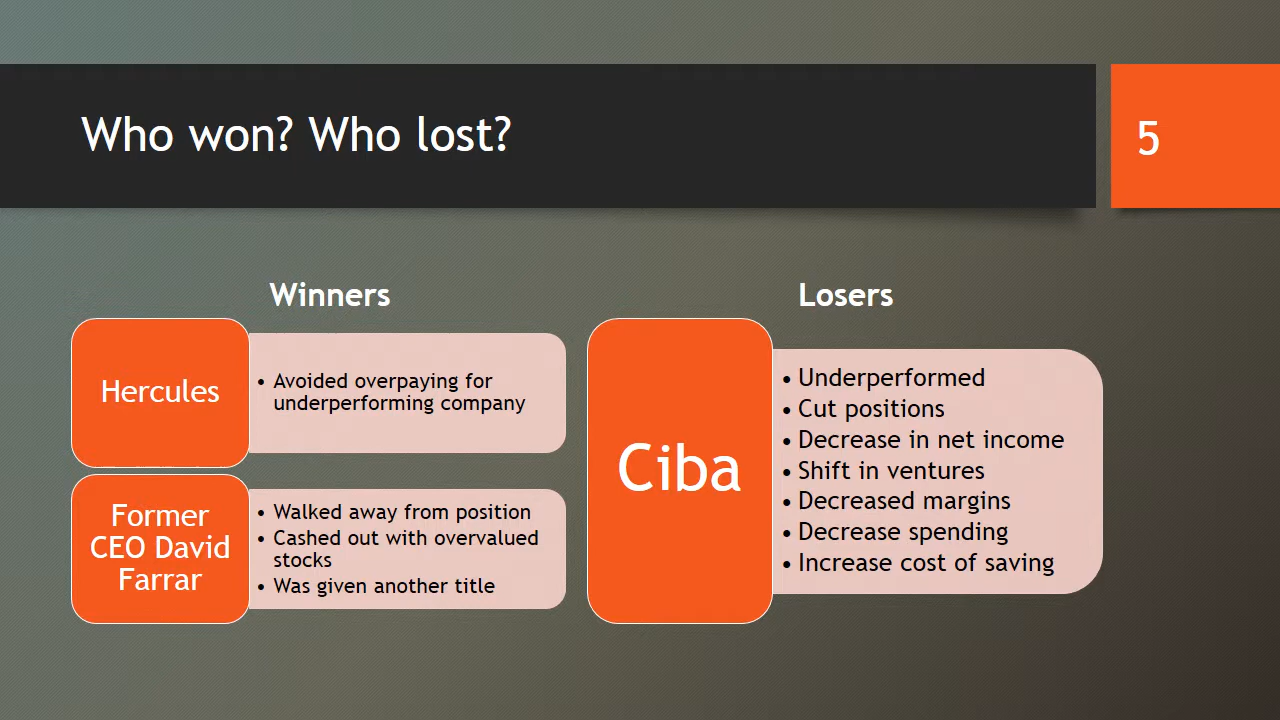 Who won? Who lost?
5
Winners
Hercules
• Avoided overpaying for
underperforming company
Former
CEO David
Farrar
• Walked away from position
• Cashed out with overvalued
stocks
• Was given another title
Losers
Ciba
• Underperformed
• Cut positions
• Decrease in net income
• Shift in ventures
• Decreased margins
• Decrease spending
• Increase cost of saving